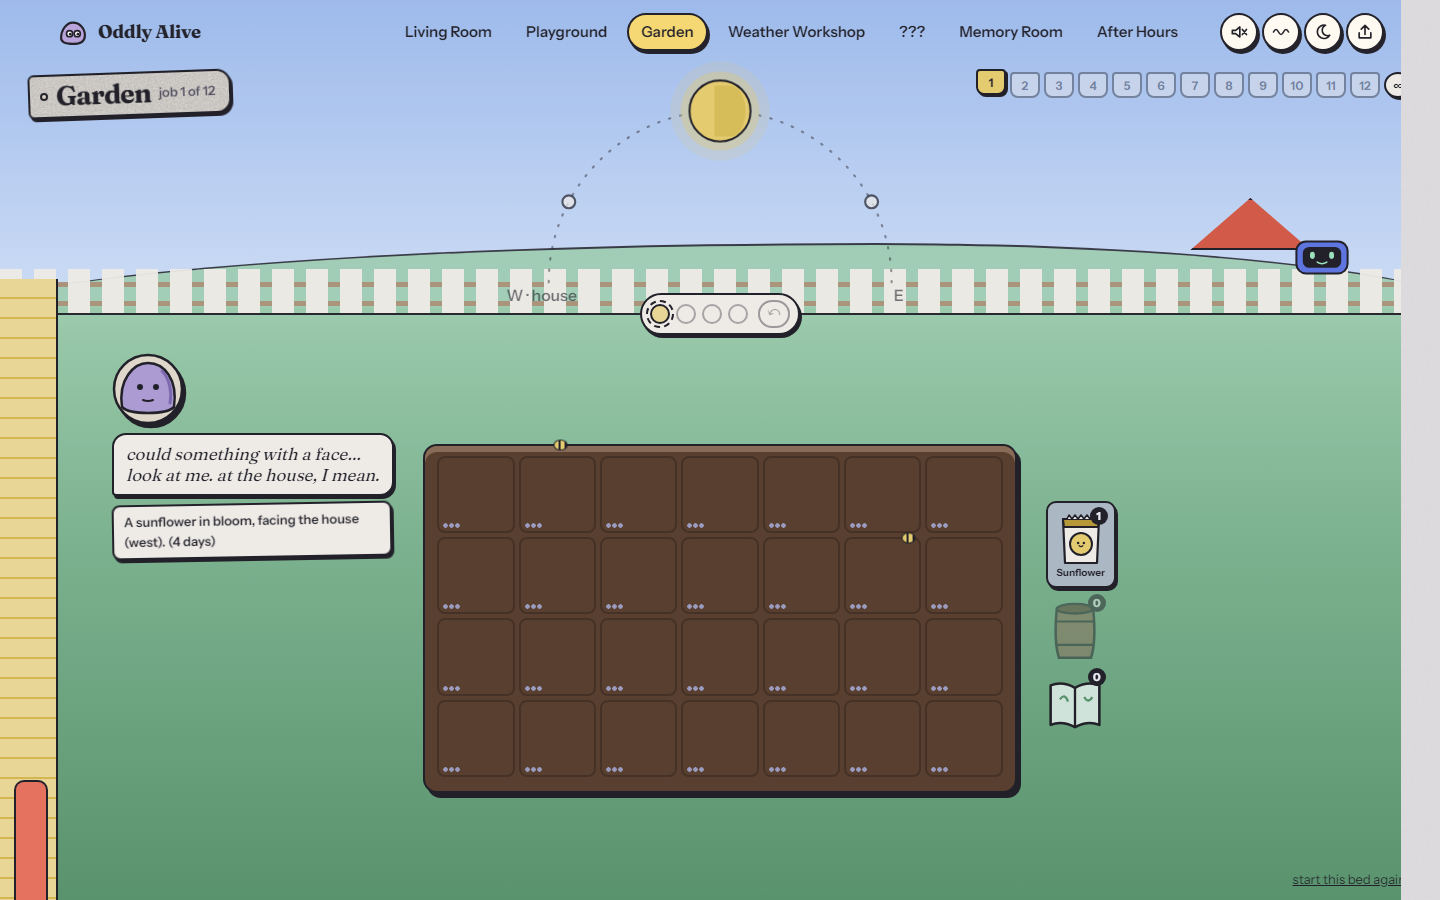 Oddly Alive
Living Room
Playground
Garden
Weather Workshop
???
Memory Room
After Hours
Garden job 1 of 12
1 2 3 4 5 6 7 8 9 10 11 12
W · house
E
could something with a face...
look at me. at the house, I mean.
A sunflower in bloom, facing the house
(west). (4 days)
1
Sunflower
0
0
start this bed again